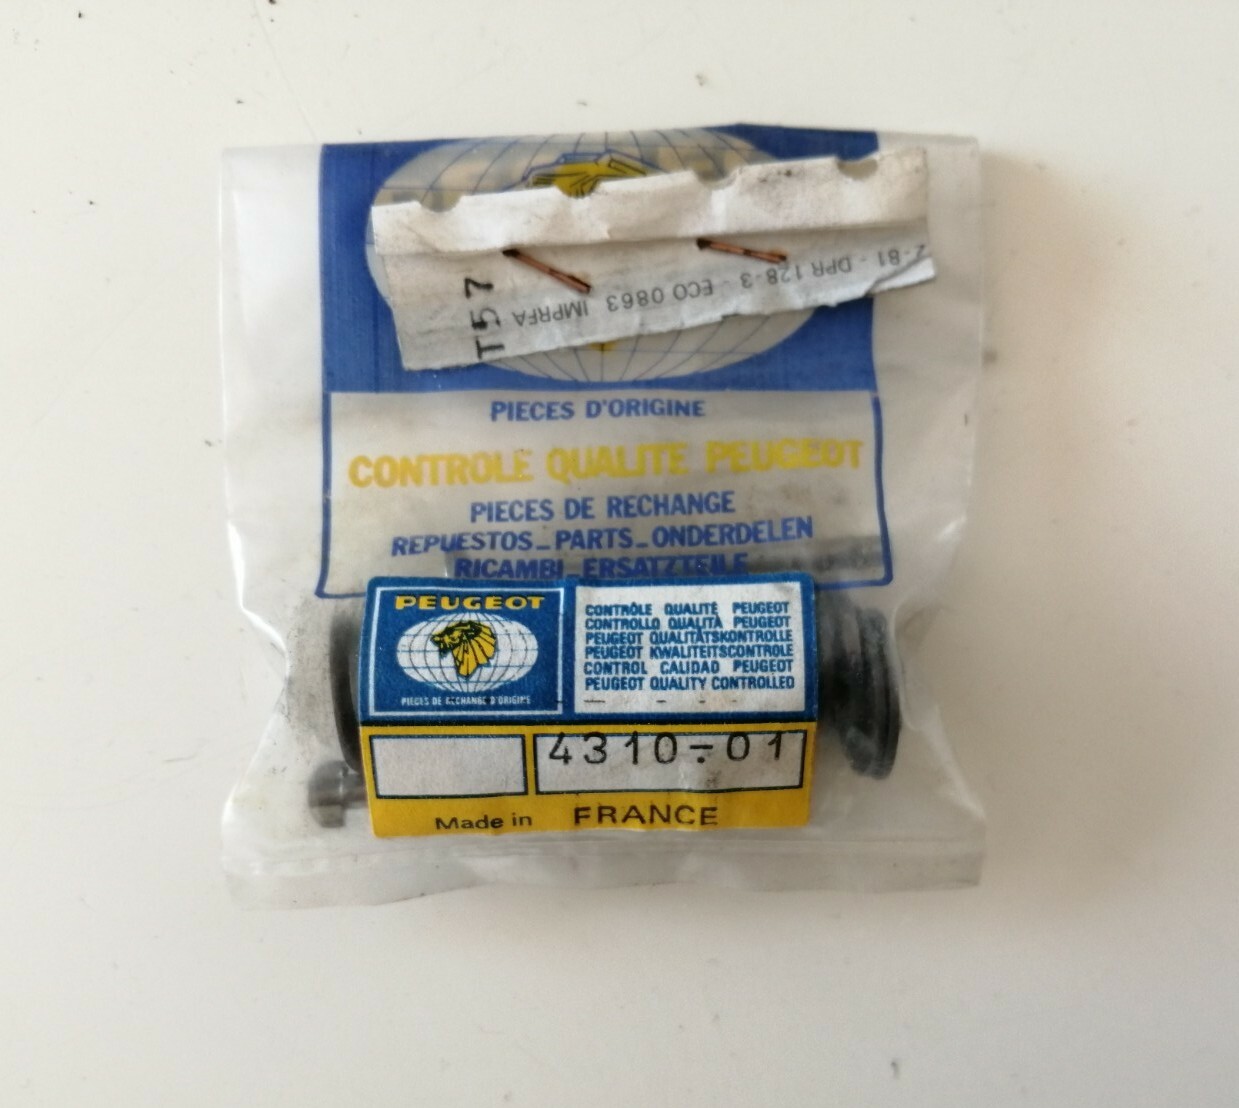 T57
2-81 - DPR 128-3 - ECO 0863 IMPRFA
PIECES D'ORIGINE
CONTROLE QUALITE PEUGEOT
PIECES DE RECHANGE
REPUESTOS_PARTS_ONDERDELEN
RICAMBI_ERSATZTEILE
PEUGEOT
PIECES DE RECHANGE D'ORIGINE
CONTRÔLE QUALITÉ PEUGEOT
CONTROLLO QUALITÀ PEUGEOT
PEUGEOT QUALITÄTSKONTROLLE
PEUGEOT KWALITEITSCONTROLE
CONTROL CALIDAD PEUGEOT
PEUGEOT QUALITY CONTROLLED
4310-01
Made in FRANCE